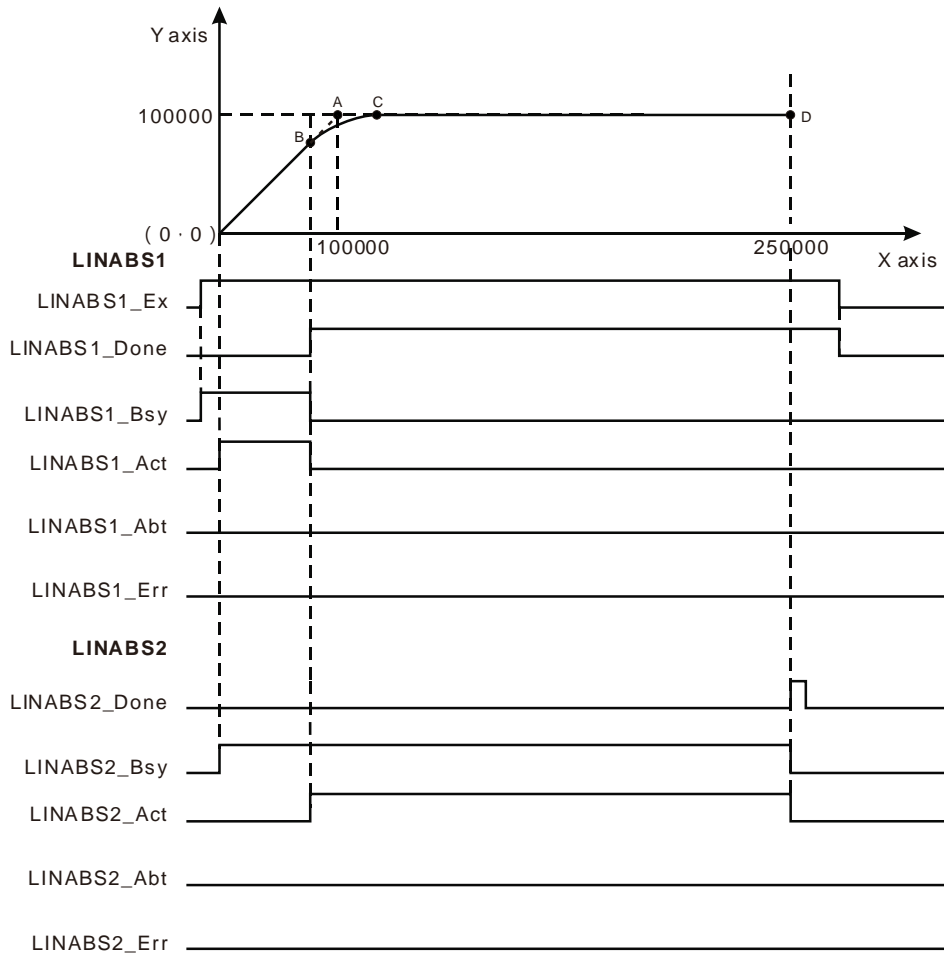 Y axis
A
C
100000
D
B
( 0 · 0 )
100000
250000
X axis
LINABS1
LINABS1_Ex
LINABS1_Done
LINABS1_Bsy
LINABS1_Act
LINABS1_Abt
LINABS1_Err
LINABS2
LINABS2_Done
LINABS2_Bsy
LINABS2_Act
LINABS2_Abt
LINABS2_Err